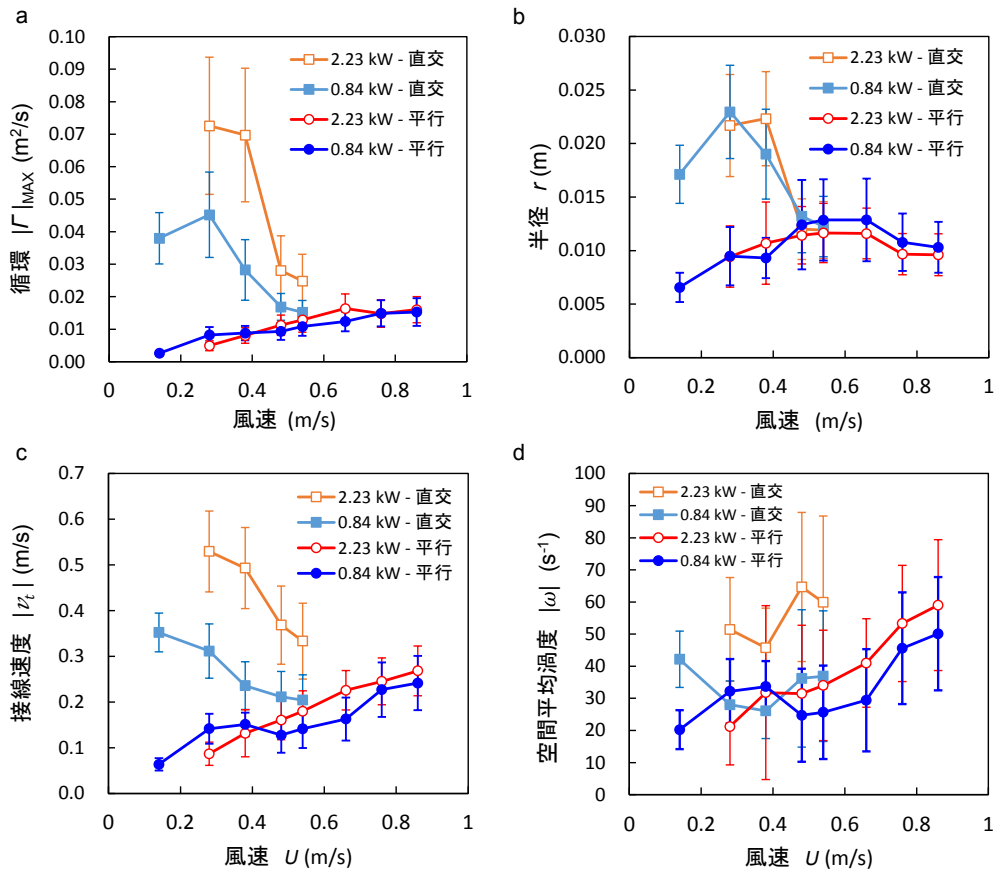 a
0.10
0.09
0.08
0.07
0.06
0.05
0.04
0.03
0.02
0.01
0.00
0
0.2
0.4
0.6
0.8
1
循環 |Γ|MAX (m²/s)
風速 (m/s)
2.23 kW - 直交
0.84 kW - 直交
2.23 kW - 平行
0.84 kW - 平行
b
0.030
0.025
0.020
0.015
0.010
0.005
0.000
0
0.2
0.4
0.6
0.8
1
半径 r (m)
風速 (m/s)
2.23 kW - 直交
0.84 kW - 直交
2.23 kW - 平行
0.84 kW - 平行
c
0.7
0.6
0.5
0.4
0.3
0.2
0.1
0.0
0
0.2
0.4
0.6
0.8
1
接線速度 |νt| (m/s)
風速 U (m/s)
2.23 kW - 直交
0.84 kW - 直交
2.23 kW - 平行
0.84 kW - 平行
d
100
90
80
70
60
50
40
30
20
10
0
0
0.2
0.4
0.6
0.8
1
空間平均渦度 |ω| (s⁻¹)
風速 U (m/s)
2.23 kW - 直交
0.84 kW - 直交
2.23 kW - 平行
0.84 kW - 平行